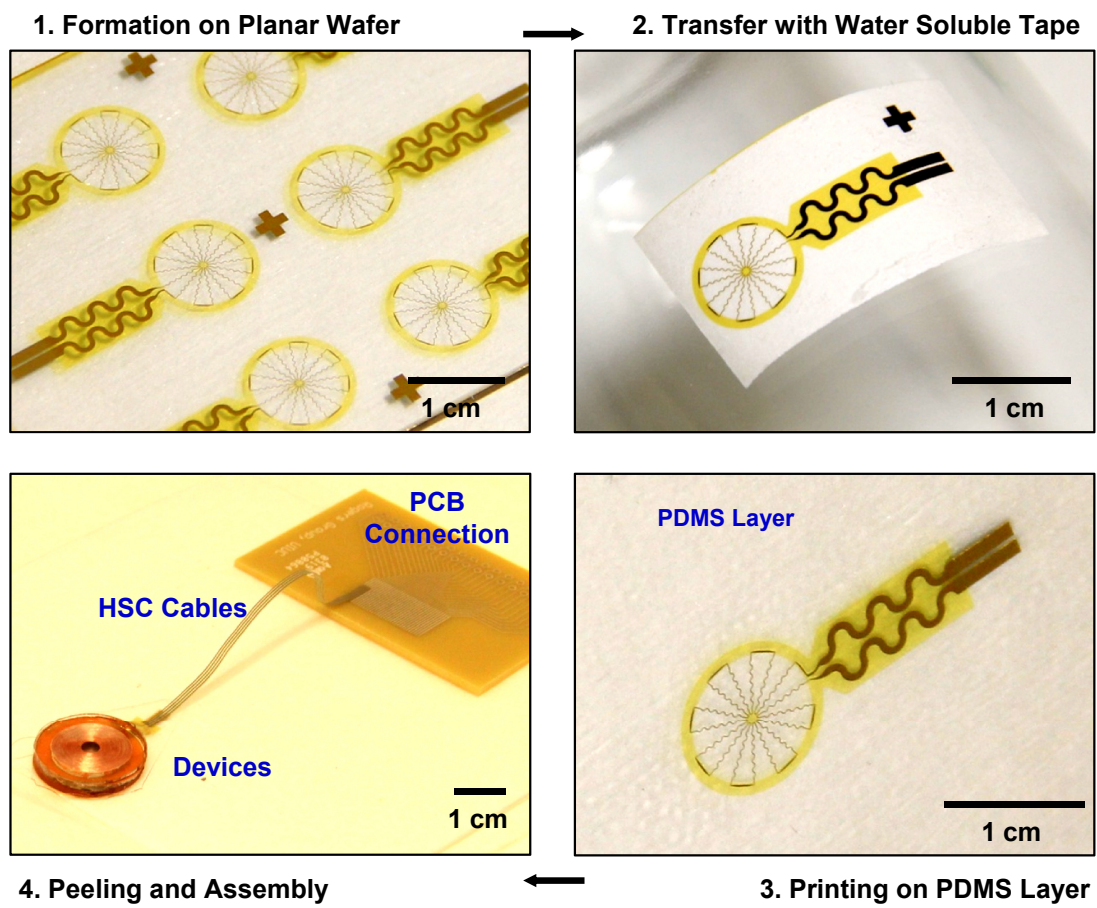 1. Formation on Planar Wafer
2. Transfer with Water Soluble Tape
1 cm
1 cm
PCB
Connection
HSC Cables
Devices
1 cm
PDMS Layer
1 cm
4. Peeling and Assembly
3. Printing on PDMS Layer